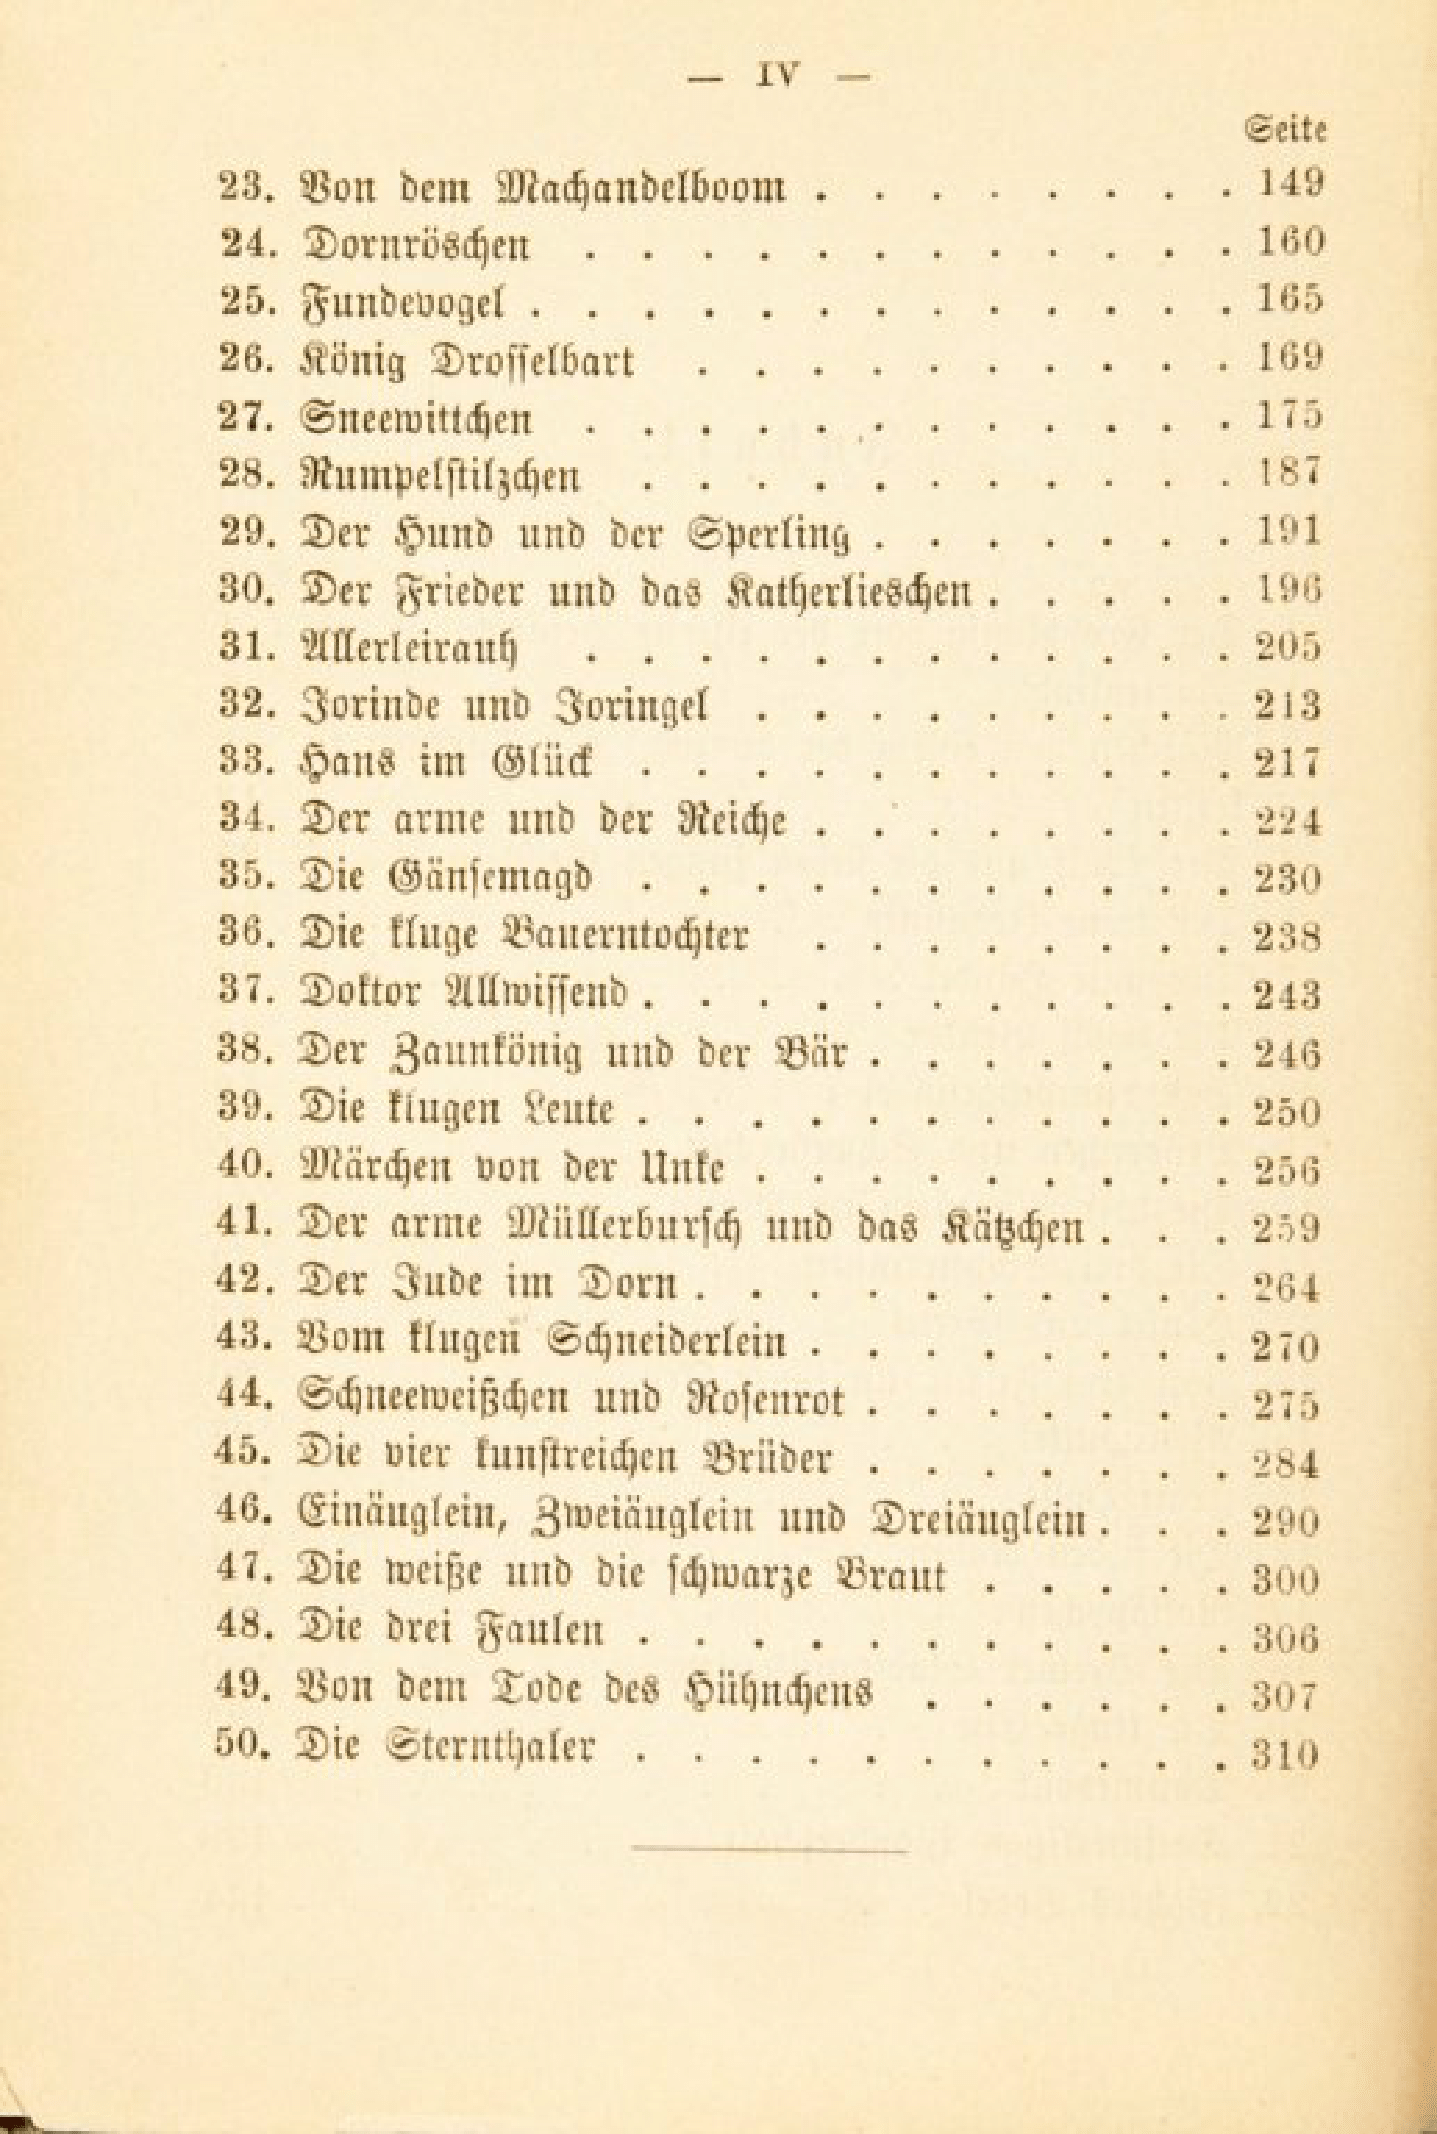 — IV —
Seite
23. Von dem Machandelboom . . . . . . . . 149
24. Dornröschen . . . . . . . . . . . . 160
25. Fundevogel . . . . . . . . . . . . . 165
26. König Drosselbart . . . . . . . . . . 169
27. Sneewittchen . . . . . . . . . . . . 175
28. Rumpelstilzchen . . . . . . . . . . . 187
29. Der Hund und der Sperling . . . . . . . 191
30. Der Frieder und das Katherlieschen . . . . . 196
31. Allerleirauh . . . . . . . . . . . . 205
32. Jorinde und Joringel . . . . . . . . . 213
33. Hans im Glück . . . . . . . . . . . 217
34. Der arme und der Reiche . . . . . . . . 224
35. Die Gänsemagd . . . . . . . . . . . 230
36. Die kluge Bauerntochter . . . . . . . . 238
37. Doktor Allwissend . . . . . . . . . . . 243
38. Der Zaunkönig und der Bär . . . . . . . 246
39. Die klugen Leute . . . . . . . . . . . 250
40. Märchen von der Unke . . . . . . . . . 256
41. Der arme Müllerbursch und das Kätzchen . . . 259
42. Der Jude im Dorn . . . . . . . . . . 264
43. Vom klugen Schneiderlein . . . . . . . . 270
44. Schneeweißchen und Rosenrot . . . . . . . 275
45. Die vier kunstreichen Brüder . . . . . . . 284
46. Einäuglein, Zweiäuglein und Dreiäuglein . . . 290
47. Die weiße und die schwarze Braut . . . . . 300
48. Die drei Faulen . . . . . . . . . . . 306
49. Von dem Tode des Hühnchens . . . . . . 307
50. Die Sternthaler . . . . . . . . . . . 310